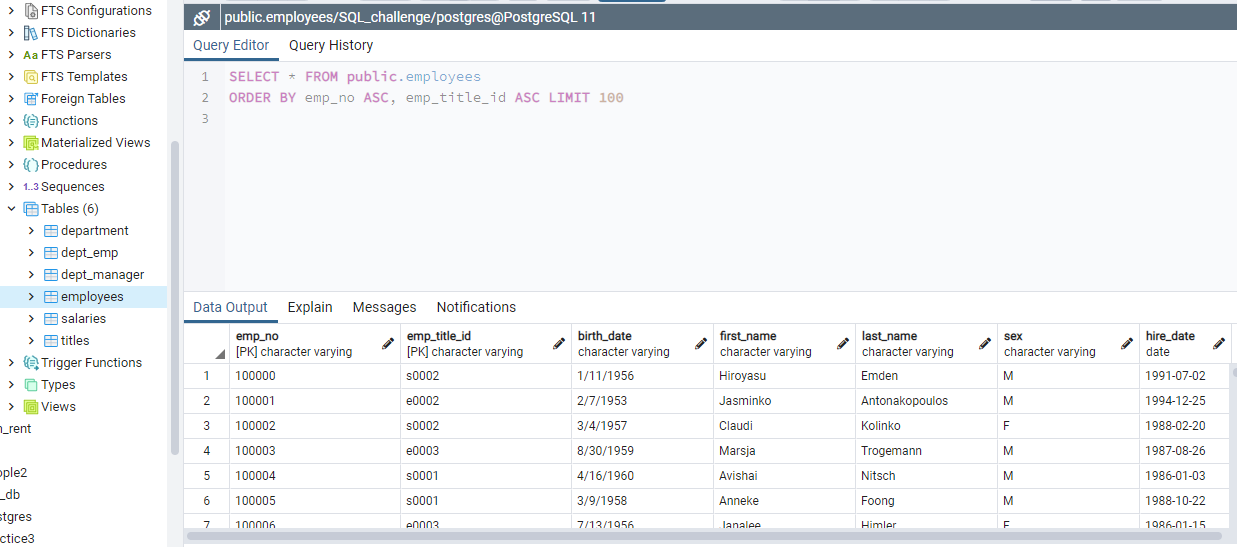 FTS Configurations
FTS Dictionaries
Aa FTS Parsers
FTS Templates
Foreign Tables
Functions
Materialized Views
Procedures
1..3 Sequences
Tables (6)
department
dept_emp
dept_manager
employees
salaries
titles
Trigger Functions
Types
Views
_rent
ople2
_db
stgres
ctice3
public.employees/SQL_challenge/postgres@PostgreSQL 11
Query Editor Query History
1 SELECT * FROM public.employees
2 ORDER BY emp_no ASC, emp_title_id ASC LIMIT 100
3
Data Output Explain Messages Notifications
emp_no emp_title_id birth_date first_name last_name sex hire_date
[PK] character varying [PK] character varying character varying character varying character varying character varying date
1 100000 s0002 1/11/1956 Hiroyasu Emden M 1991-07-02
2 100001 e0002 2/7/1953 Jasminko Antonakopoulos M 1994-12-25
3 100002 s0002 3/4/1957 Claudi Kolinko F 1988-02-20
4 100003 e0003 8/30/1959 Marsja Trogemann M 1987-08-26
5 100004 s0001 4/16/1960 Avishai Nitsch M 1986-01-03
6 100005 s0001 3/9/1958 Anneke Foong M 1988-10-22
7 100006 e0003 7/13/1956 Janalee Himler F 1986-01-15